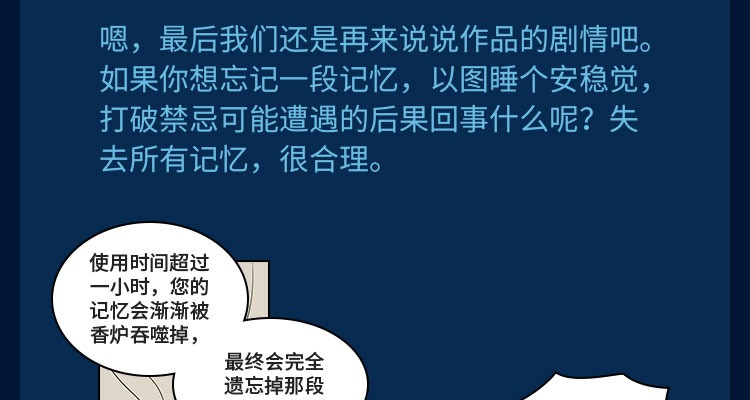 嗯，最后我们还是再来说说作品的剧情吧。
如果你想忘记一段记忆，以图睡个安稳觉，
打破禁忌可能遭遇的后果回事什么呢？失
去所有记忆，很合理。
使用时间超过
一小时，您的
记忆会渐渐被
香炉吞噬掉，
最终会完全
遗忘掉那段